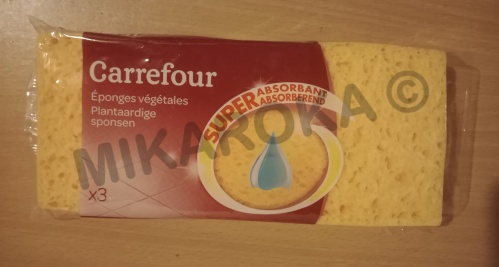 Carrefour
Éponges végétales
Plantaardige
sponsen
x3
SUPER ABSORBANT
ABSORBEREND
MIKAROKA ©